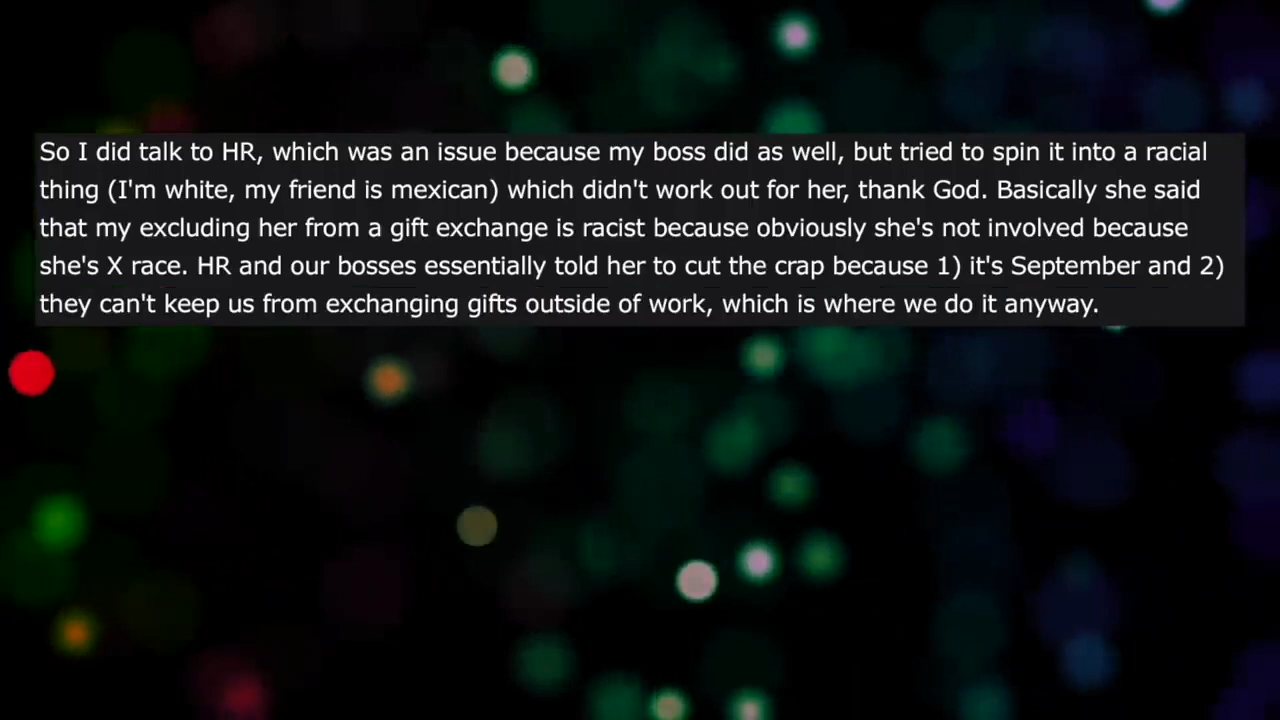 So I did talk to HR, which was an issue because my boss did as well, but tried to spin it into a racial
thing (I'm white, my friend is mexican) which didn't work out for her, thank God. Basically she said
that my excluding her from a gift exchange is racist because obviously she's not involved because
she's X race. HR and our bosses essentially told her to cut the crap because 1) it's September and 2)
they can't keep us from exchanging gifts outside of work, which is where we do it anyway.